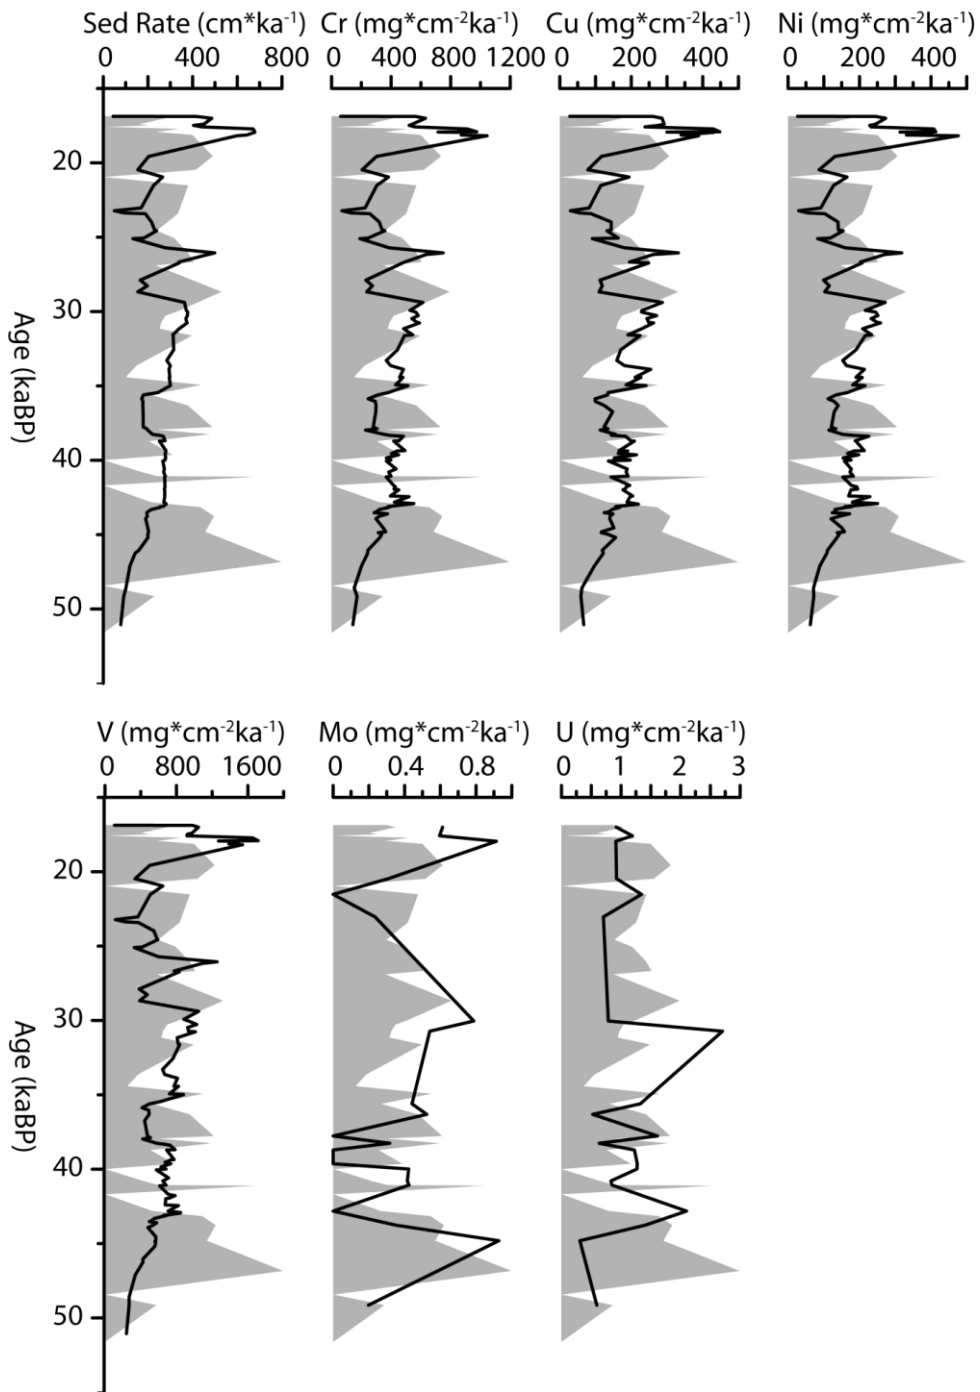 Sed Rate (cm*ka⁻¹) Cr (mg*cm⁻²ka⁻¹) Cu (mg*cm⁻²ka⁻¹) Ni (mg*cm⁻²ka⁻¹)
0 400 800 0 400 1200 0 200 400 0 200 400
20
30
40
50
Age (kaBP)
V (mg*cm⁻²ka⁻¹) Mo (mg*cm⁻²ka⁻¹) U (mg*cm⁻²ka⁻¹)
0 800 1600 0 0.4 0.8 0 1 2 3
20
30
40
50
Age (kaBP)